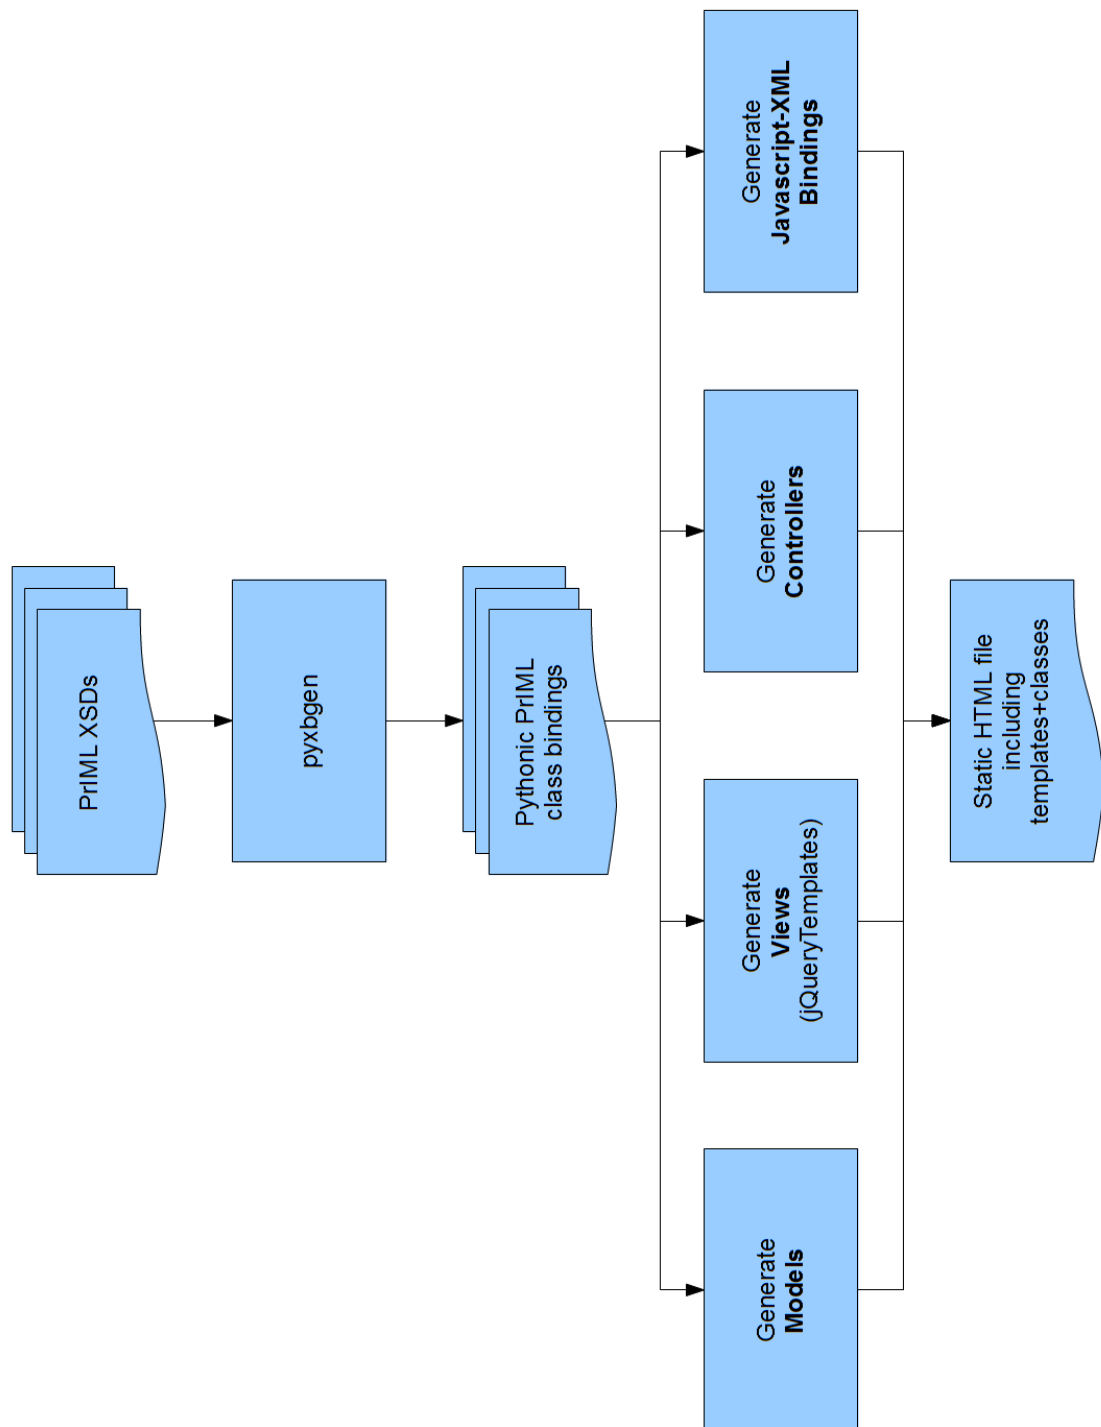 PrIML XSDs
pyxbgen
Pythonic PrIML
class bindings
Generate
Models
Generate
Views
(jQueryTemplates)
Generate
Controllers
Generate
Javascript-XML
Bindings
Static HTML file
including
templates+classes